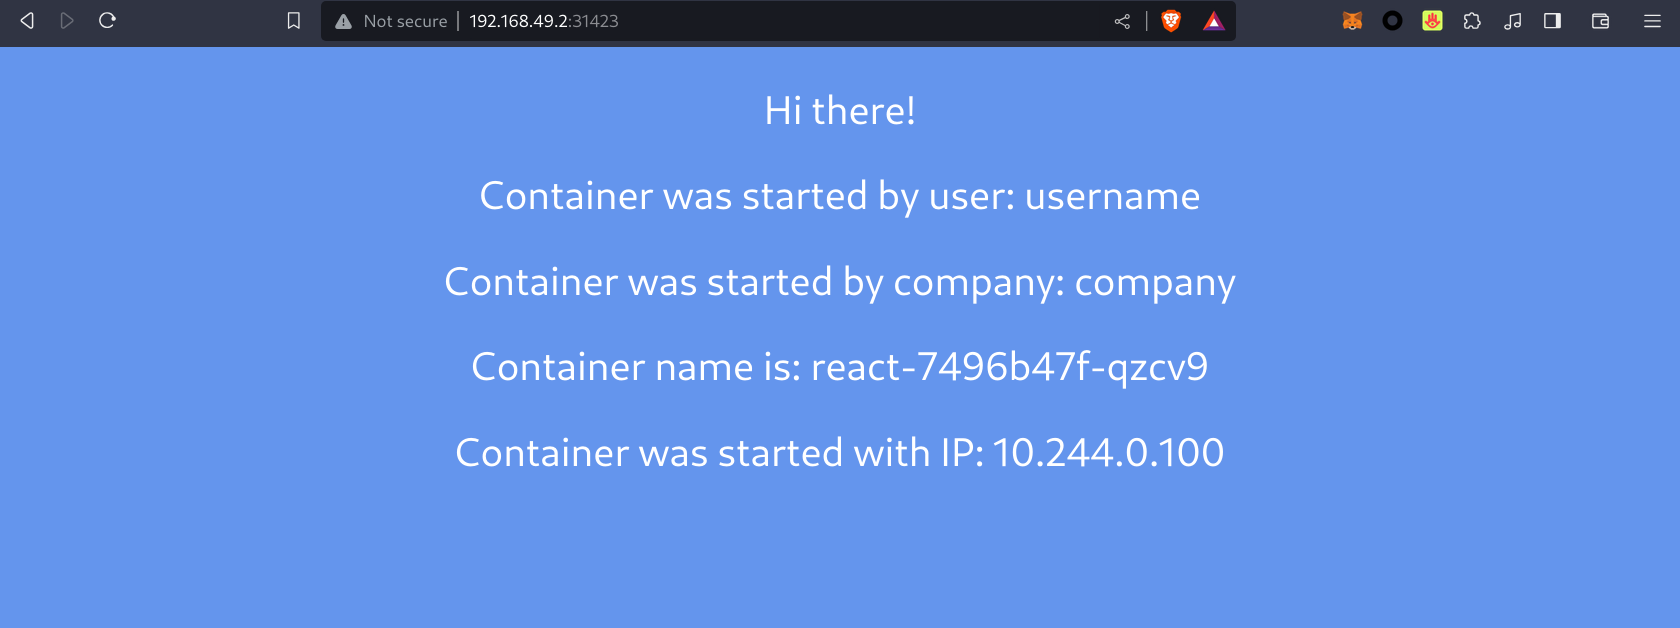 Not secure 192.168.49.2:31423
Hi there!
Container was started by user: username
Container was started by company: company
Container name is: react-7496b47f-qzcv9
Container was started with IP: 10.244.0.100